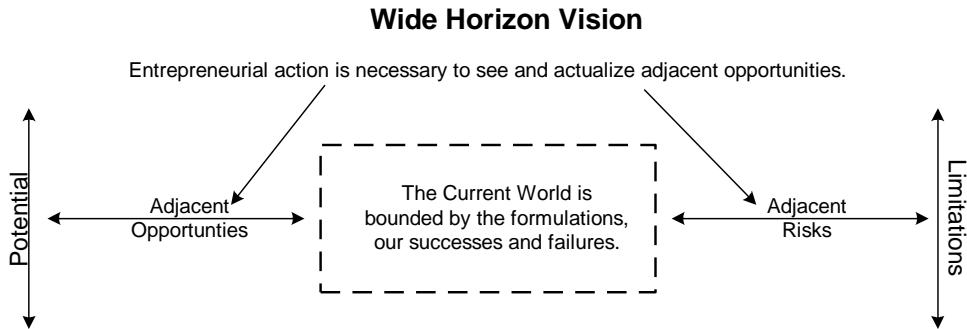 Wide Horizon Vision
Entrepreneurial action is necessary to see and actualize adjacent opportunities.
Potential
Adjacent
Opportunties
The Current World is
bounded by the formulations,
our successes and failures.
Adjacent
Risks
Limitations